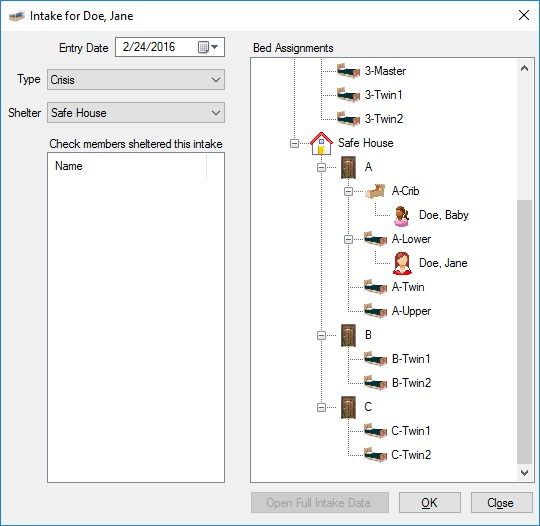 Intake for Doe, Jane
Entry Date 2/24/2016
Type Crisis
Shelter Safe House
Check members sheltered this intake
Name
Bed Assignments
3-Master
3-Twin1
3-Twin2
Safe House
A
A-Crib
Doe, Baby
A-Lower
Doe, Jane
A-Twin
A-Upper
B
B-Twin1
B-Twin2
C
C-Twin1
C-Twin2
Open Full Intake Data
OK
Close